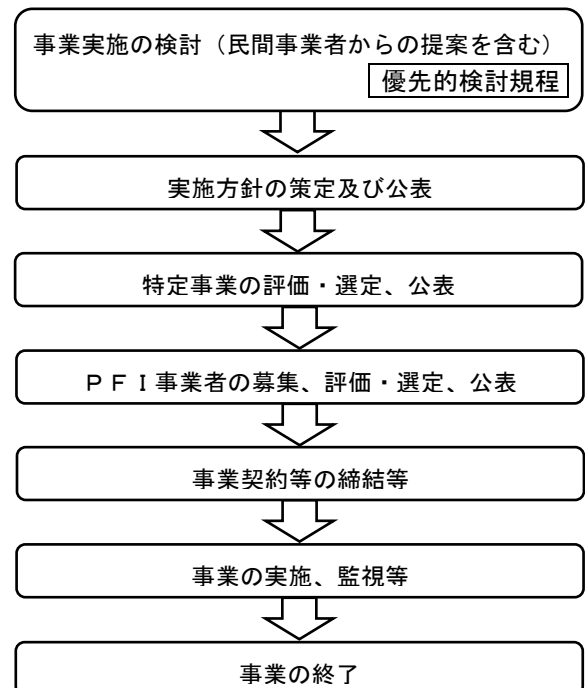 事業実施の検討（民間事業者からの提案を含む）
優先的検討規程
実施方針の策定及び公表
特定事業の評価・選定、公表
ＰＦＩ事業者の募集、評価・選定、公表
事業契約等の締結等
事業の実施、監視等
事業の終了